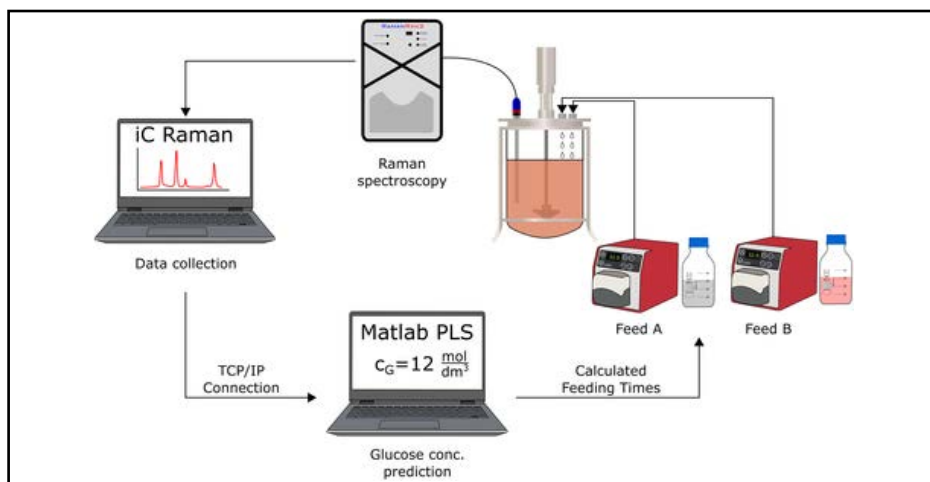 RamanRxn2
iC Raman
Raman
spectroscopy
Data collection
Feed A
Feed B
Matlab PLS
c_G=12 mol/dm³
TCP/IP
Connection
Calculated
Feeding Times
Glucose conc.
prediction